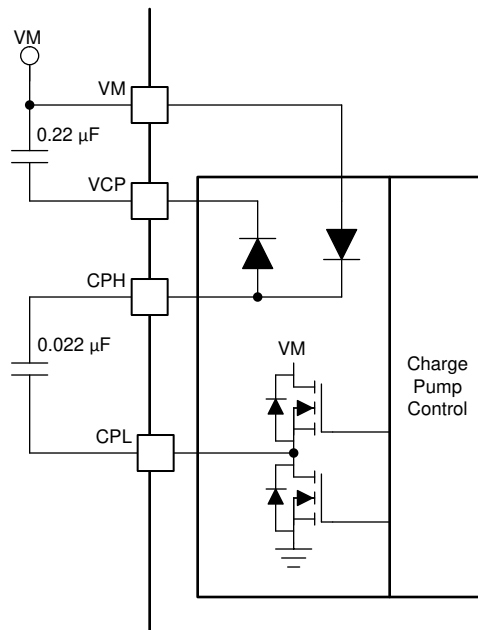 VM
VM
0.22 µF
VCP
CPH
0.022 µF
VM
CPL
Charge
Pump
Control